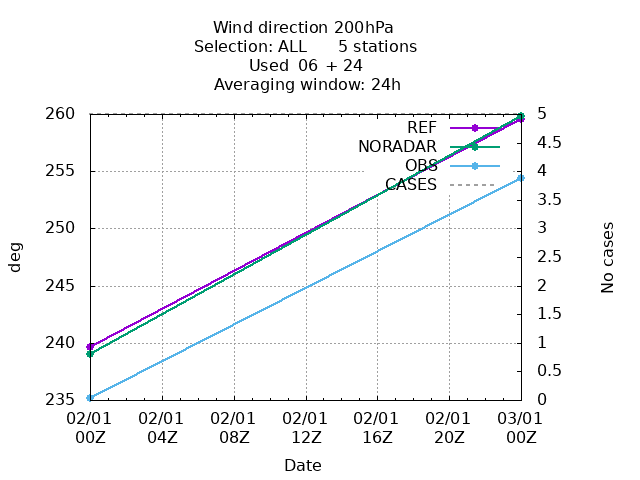 Wind direction 200hPa
Selection: ALL 5 stations
Used 06 + 24
Averaging window: 24h
260 5
REF
4.5
NORADAR
255 4
OBS
CASES
3.5
250 3
deg
No cases
2.5
245 2
1.5
240 1
0.5
235 0
02/01 02/01 02/01 02/01 02/01 02/01 03/01
00Z 04Z 08Z 12Z 16Z 20Z 00Z
Date